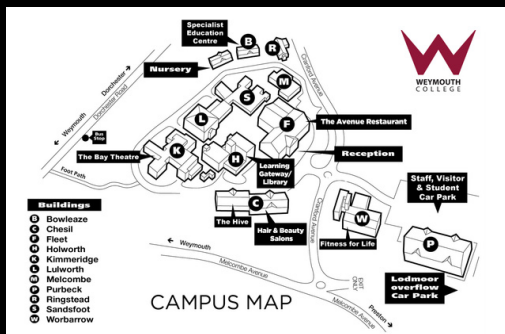 Specialist
Education
Centre
B
R
Nursery
WEYMOUTH
COLLEGE
Dorchester
Dorchester Road
Weymouth
Cranford Avenue
M
S
Bus
Stop
L
F
The Avenue Restaurant
The Bay Theatre
K
H
Learning
Gateway/
Library
Reception
Foot Path
Staff, Visitor
& Student
Car Park
Buildings
B Bowleaze
C Chesil
F Fleet
H Holworth
K Kimmeridge
L Lulworth
M Melcombe
P Purbeck
R Ringstead
S Sandsfoot
W Worbarrow
C
The Hive
Hair & Beauty
Salons
Cranford Avenue
W
Fitness for Life
P
Weymouth
Melcombe Avenue
EXIT
ONLY
Lodmoor
overflow
Car Park
CAMPUS MAP
Melcombe Avenue
Preston